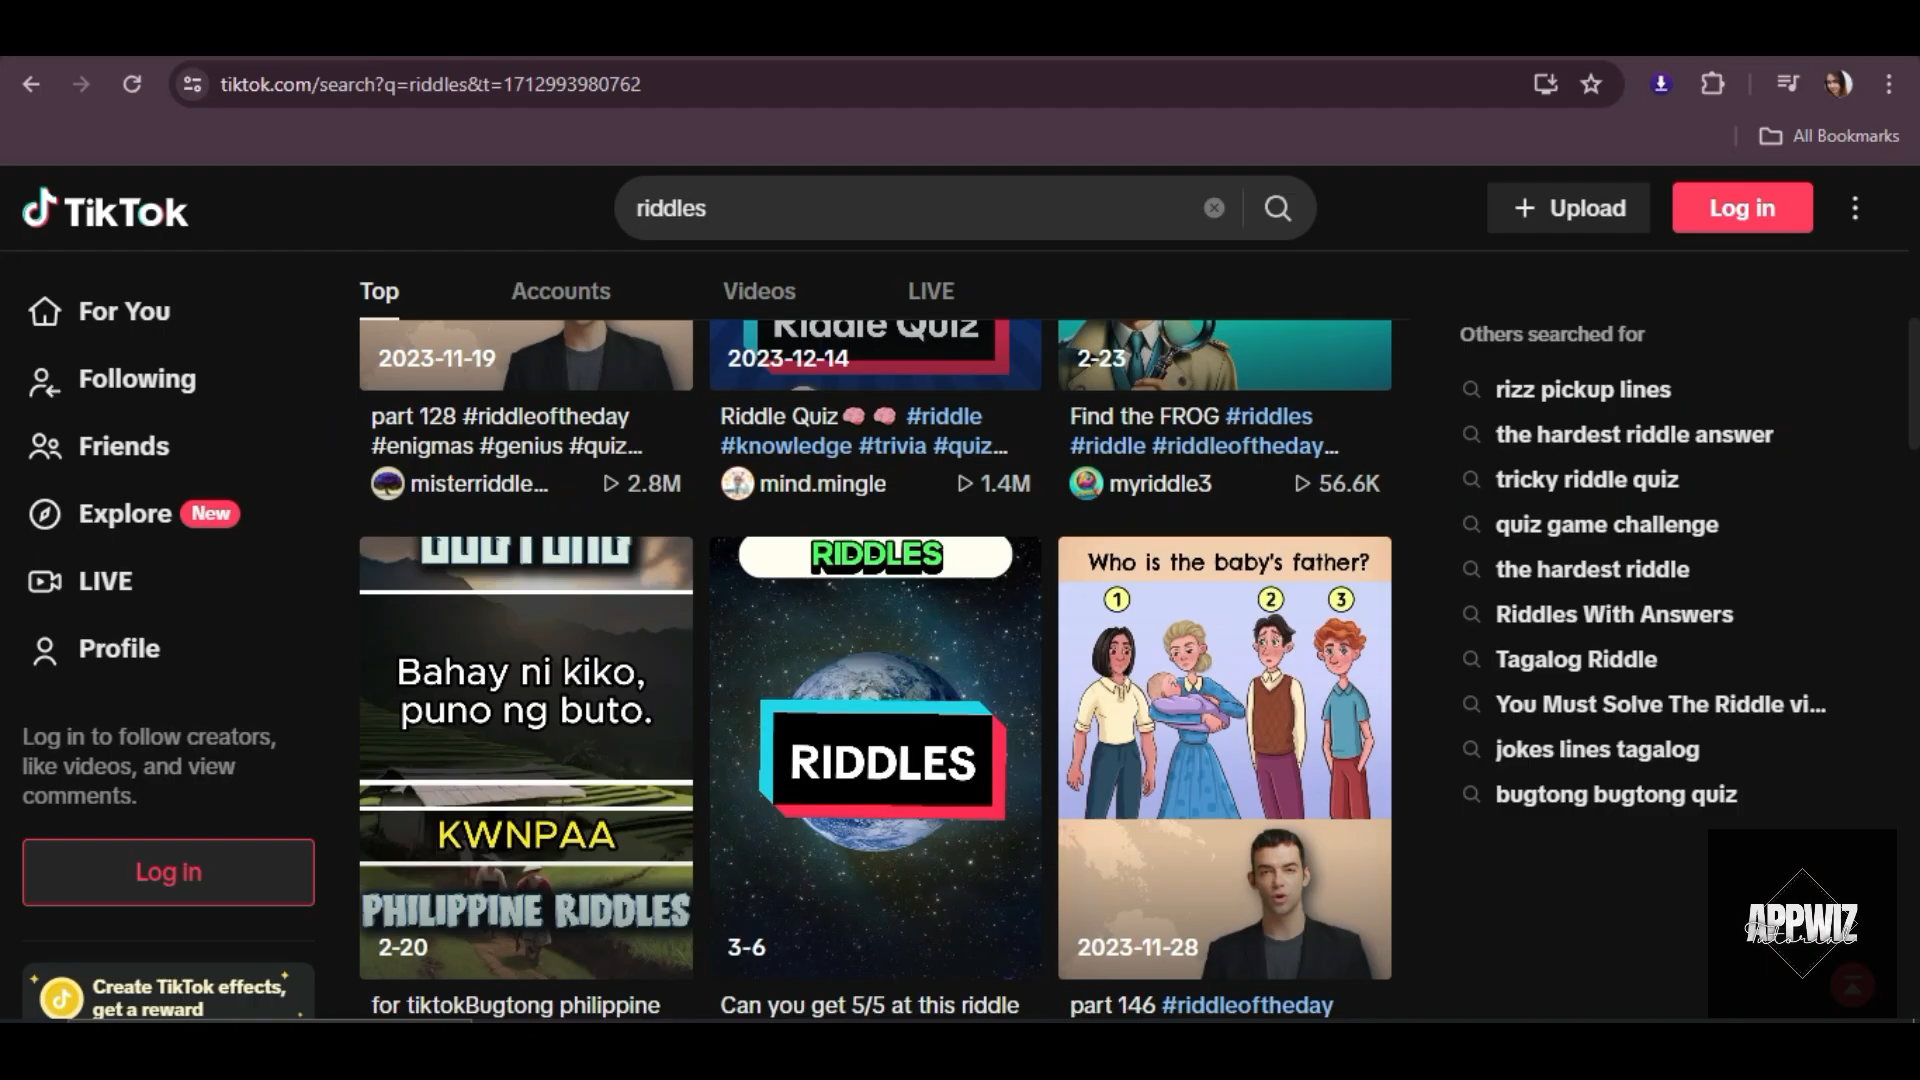 tiktok.com/search?q=riddles&t=1712993980762
All Bookmarks
TikTok
riddles
Upload
Log in
For You
Following
Friends
Explore New
LIVE
Profile
Log in to follow creators,
like videos, and view
comments.
Log in
Create TikTok effects,
get a reward
Top Accounts Videos LIVE
2023-11-19
part 128 #riddleoftheday
#enigmas #genius #quiz...
misterriddle... 2.8M
Riddle Quiz
2023-12-14
Riddle Quiz🧠 🧠 #riddle
#knowledge #trivia #quiz...
mind.mingle 1.4M
2-23
Find the FROG #riddles
#riddle #riddleoftheday...
myriddle3 56.6K
BUGTONG
Bahay ni kiko,
puno ng buto.
KWNPAA
PHILIPPINE RIDDLES
2-20
for tiktokBugtong philippine
RIDDLES
RIDDLES
3-6
Can you get 5/5 at this riddle
Who is the baby's father?
1 2 3
2023-11-28
part 146 #riddleoftheday
Others searched for
rizz pickup lines
the hardest riddle answer
tricky riddle quiz
quiz game challenge
the hardest riddle
Riddles With Answers
Tagalog Riddle
You Must Solve The Riddle vi...
jokes lines tagalog
bugtong bugtong quiz
APPWIZ
Tutorial